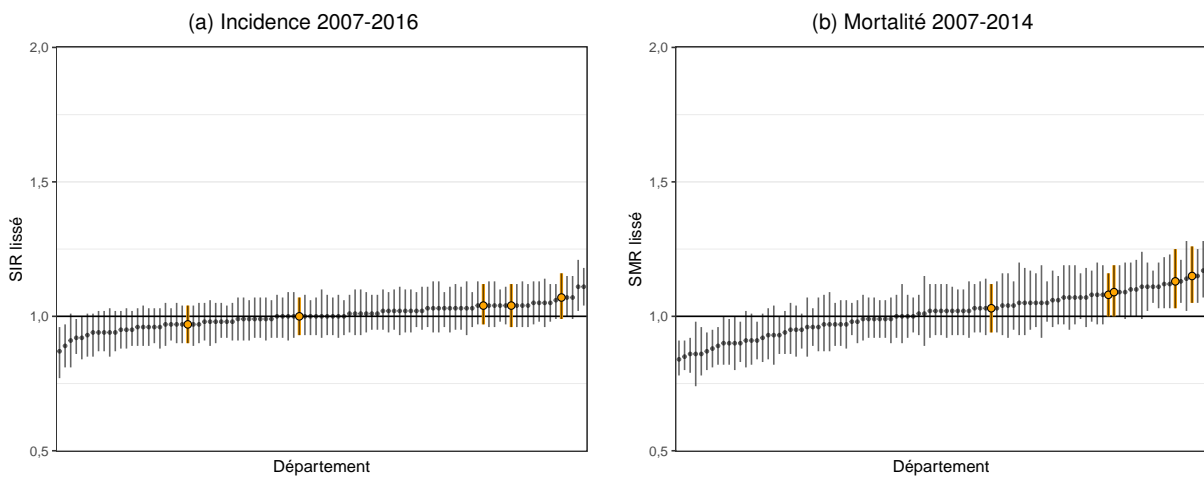 (a) Incidence 2007-2016
2,0
1,5
1,0
0,5
SIR lissé
Département
(b) Mortalité 2007-2014
2,0
1,5
1,0
0,5
SMR lissé
Département